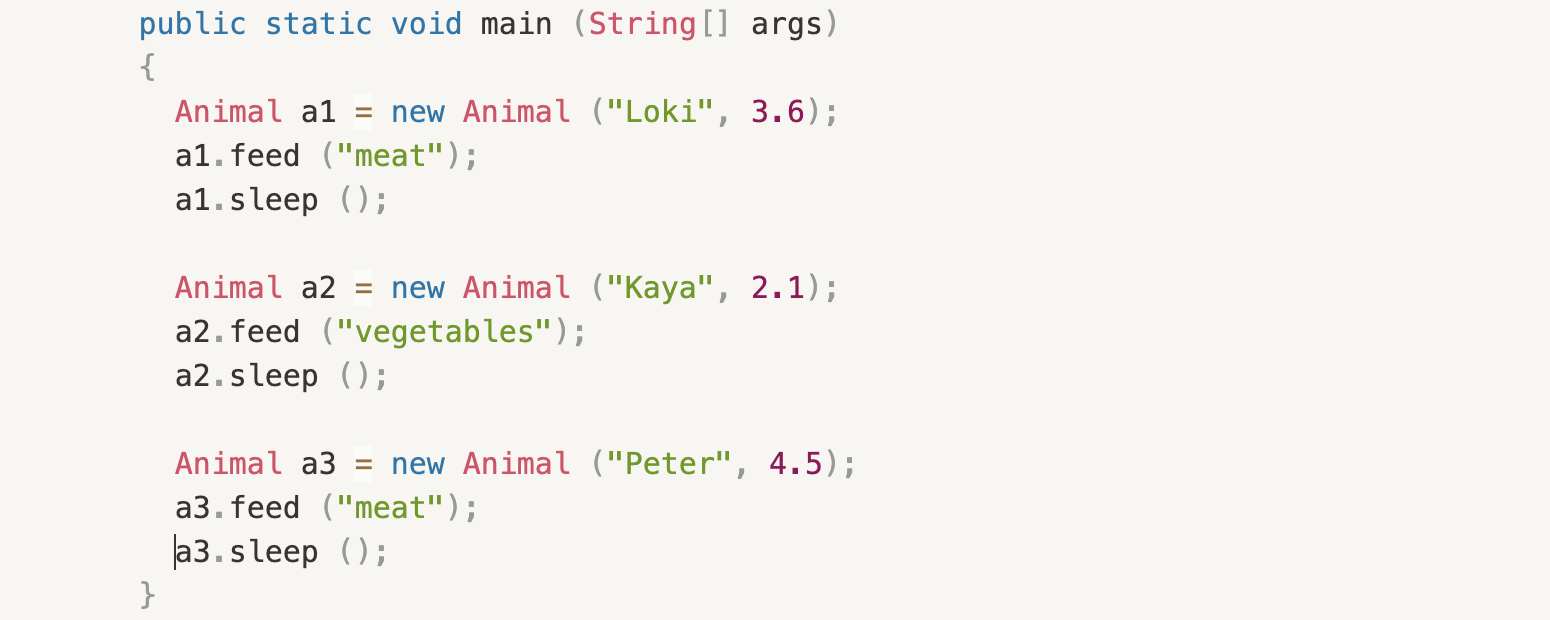 public static void main (String[] args)
{
Animal a1 = new Animal ("Loki", 3.6);
a1.feed ("meat");
a1.sleep ();
Animal a2 = new Animal ("Kaya", 2.1);
a2.feed ("vegetables");
a2.sleep ();
Animal a3 = new Animal ("Peter", 4.5);
a3.feed ("meat");
a3.sleep ();
}